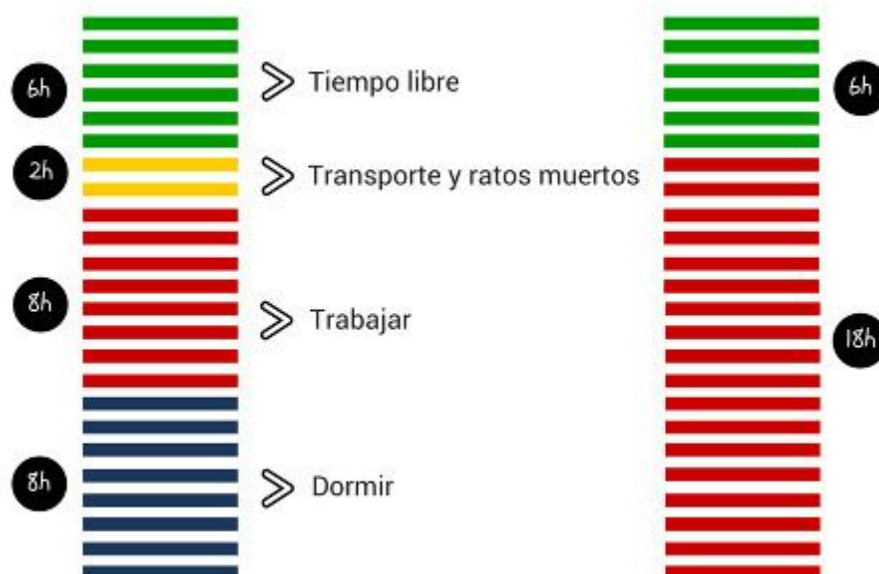 6h
Tiempo libre
6h
2h
Transporte y ratos muertos
8h
Trabajar
18h
8h
Dormir